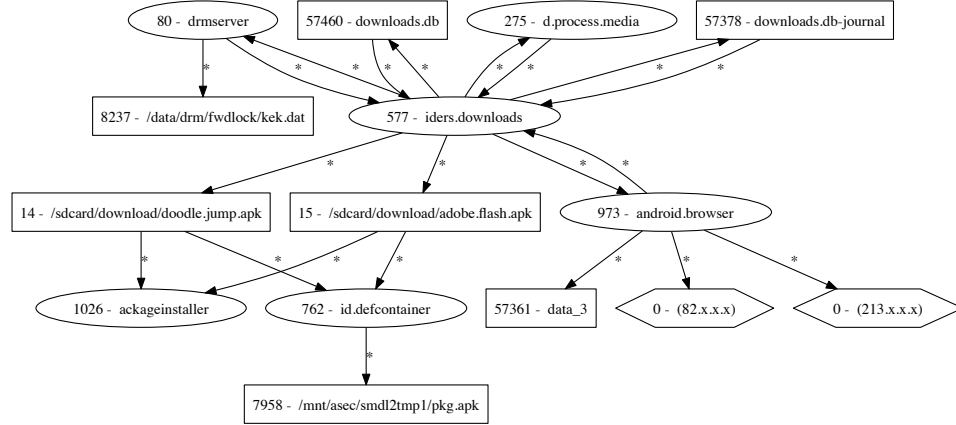 80 - drmserver
57460 - downloads.db
275 - d.process.media
57378 - downloads.db-journal
* * * * * * * * *
8237 - /data/drm/fwdlock/kek.dat
577 - iders.downloads
* * * *
14 - /sdcard/download/doodle.jump.apk
15 - /sdcard/download/adobe.flash.apk
973 - android.browser
* * * * * * *
1026 - ackageinstaller
762 - id.defcontainer
57361 - data_3
0 - (82.x.x.x)
0 - (213.x.x.x)
*
7958 - /mnt/asec/smdl2tmp1/pkg.apk